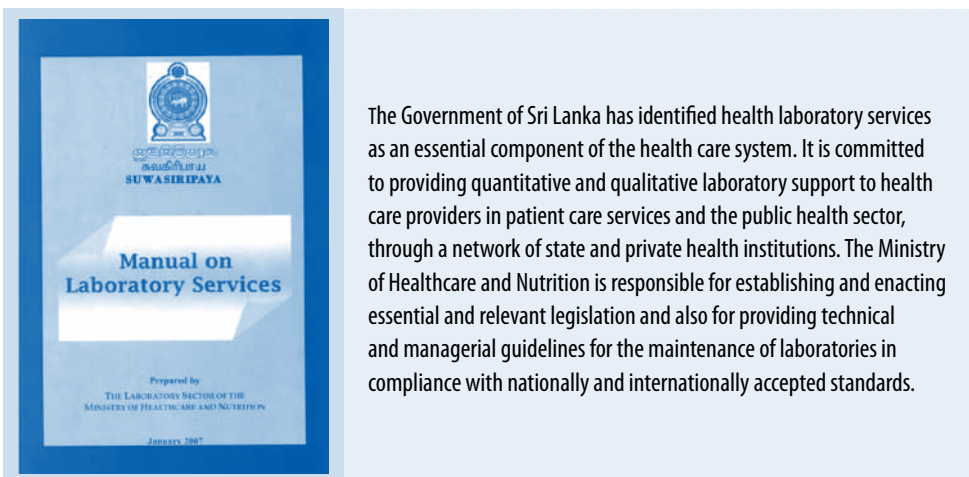 සුවසිරිපාය
சுவசிரிபாய
SUWASIRIPAYA
Manual on
Laboratory Services
Prepared by
THE LABORATORY SECTOR OF THE
MINISTRY OF HEALTHCARE AND NUTRITION
January 2007
The Government of Sri Lanka has identified health laboratory services
as an essential component of the health care system. It is committed
to providing quantitative and qualitative laboratory support to health
care providers in patient care services and the public health sector,
through a network of state and private health institutions. The Ministry
of Healthcare and Nutrition is responsible for establishing and enacting
essential and relevant legislation and also for providing technical
and managerial guidelines for the maintenance of laboratories in
compliance with nationally and internationally accepted standards.